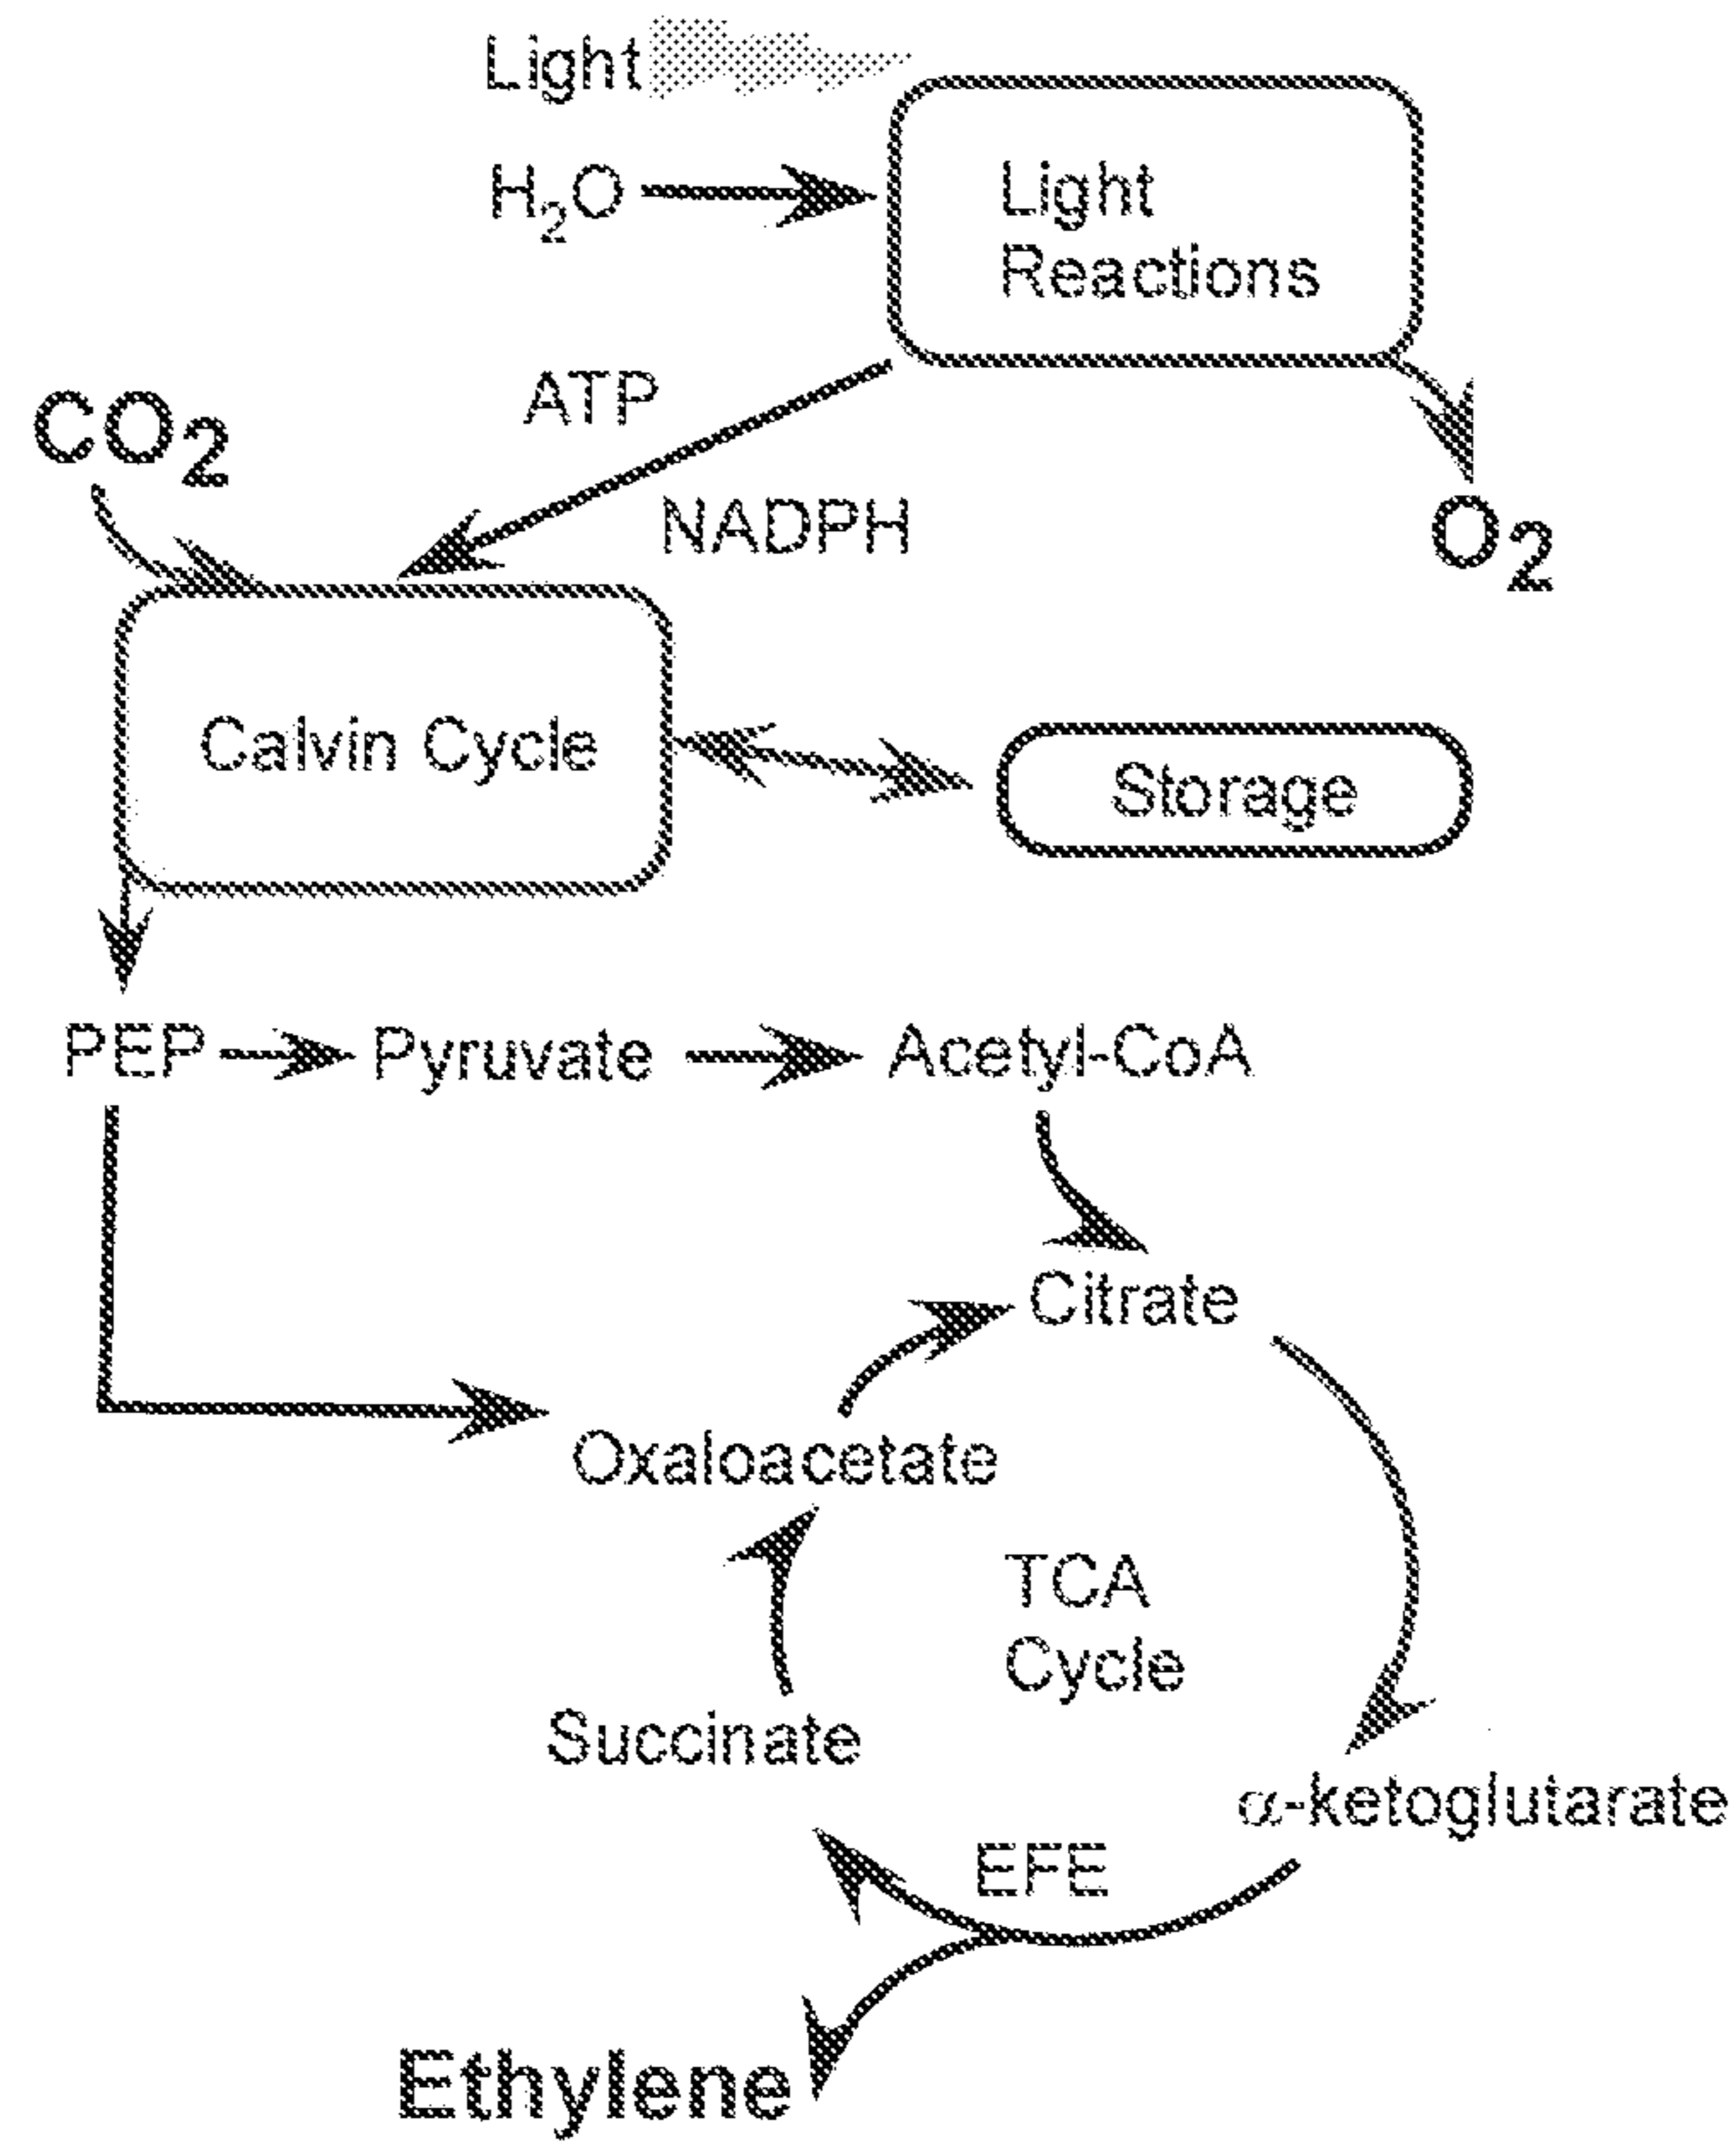 Light
H₂O
Light
Reactions
ATP
CO₂
NADPH
O₂
Calvin Cycle
Storage
PEP
Pyruvate
Acetyl-CoA
Citrate
Oxaloacetate
TCA
Cycle
Succinate
α-ketoglutarate
EFE
Ethylene